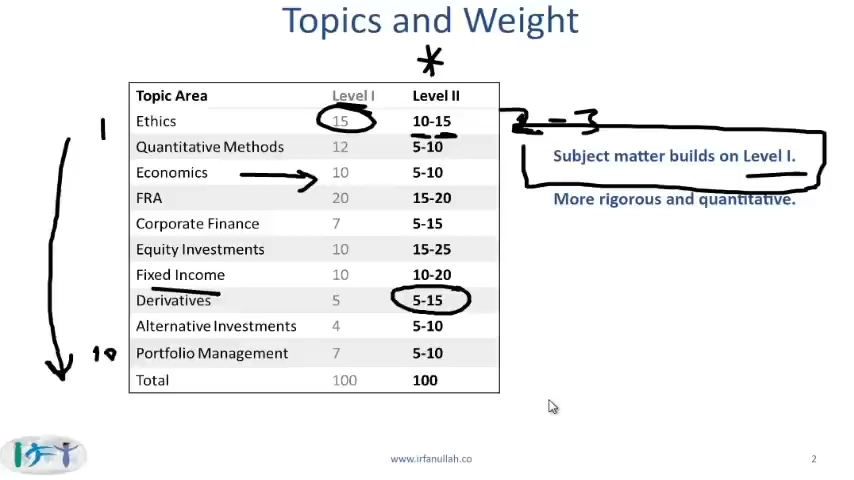 Topics and Weight
*
Topic Area Level I Level II
1 Ethics 15 10-15 2-3
Quantitative Methods 12 5-10
Subject matter builds on Level I.
Economics 10 5-10
FRA 20 15-20
More rigorous and quantitative.
Corporate Finance 7 5-15
Equity Investments 10 15-25
Fixed Income 10 10-20
Derivatives 5 5-15
Alternative Investments 4 5-10
10 Portfolio Management 7 5-10
Total 100 100
IFT
www.irfanullah.co
2